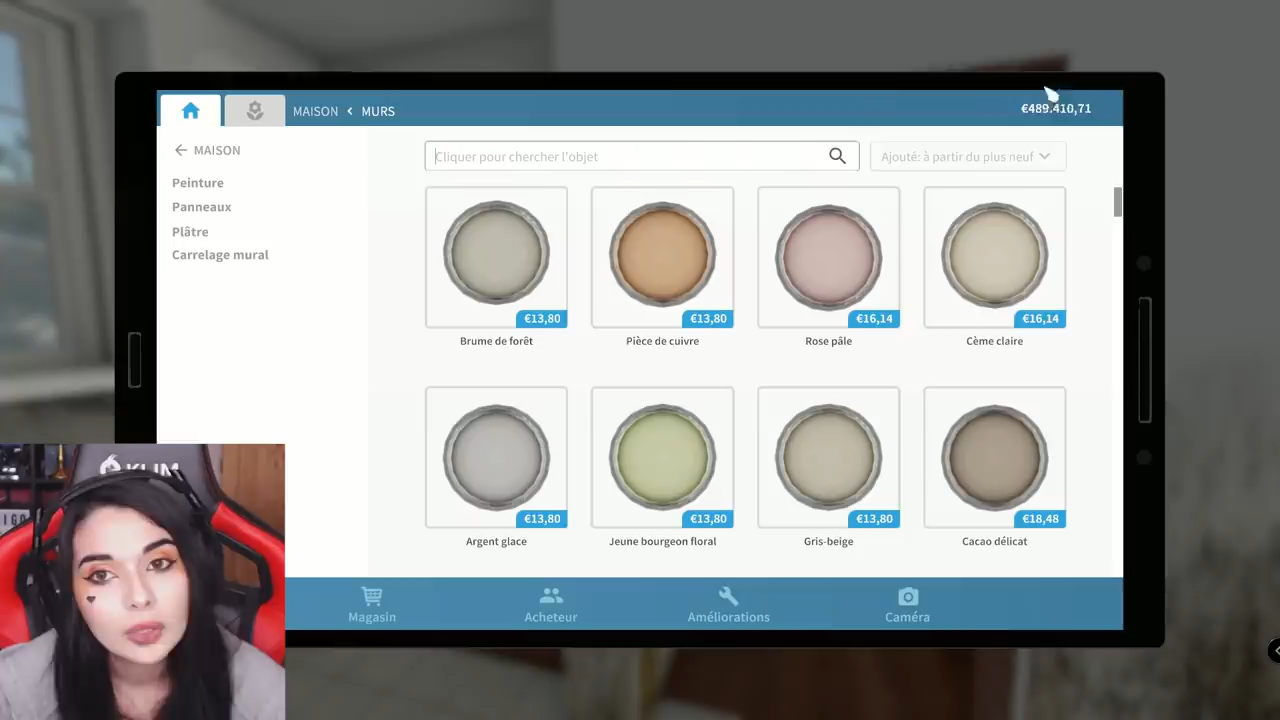 MAISON < MURS
€489.410,71
← MAISON
Peinture
Panneaux
Plâtre
Carrelage mural
Cliquer pour chercher l'objet
Ajouté: à partir du plus neuf
€13,80 €13,80 €16,14 €16,14
Brume de forêt Pièce de cuivre Rose pâle Cème claire
€13,80 €13,80 €13,80 €18,48
Argent glace Jeune bourgeon floral Gris-beige Cacao délicat
KLIM
Magasin Acheteur Améliorations Caméra